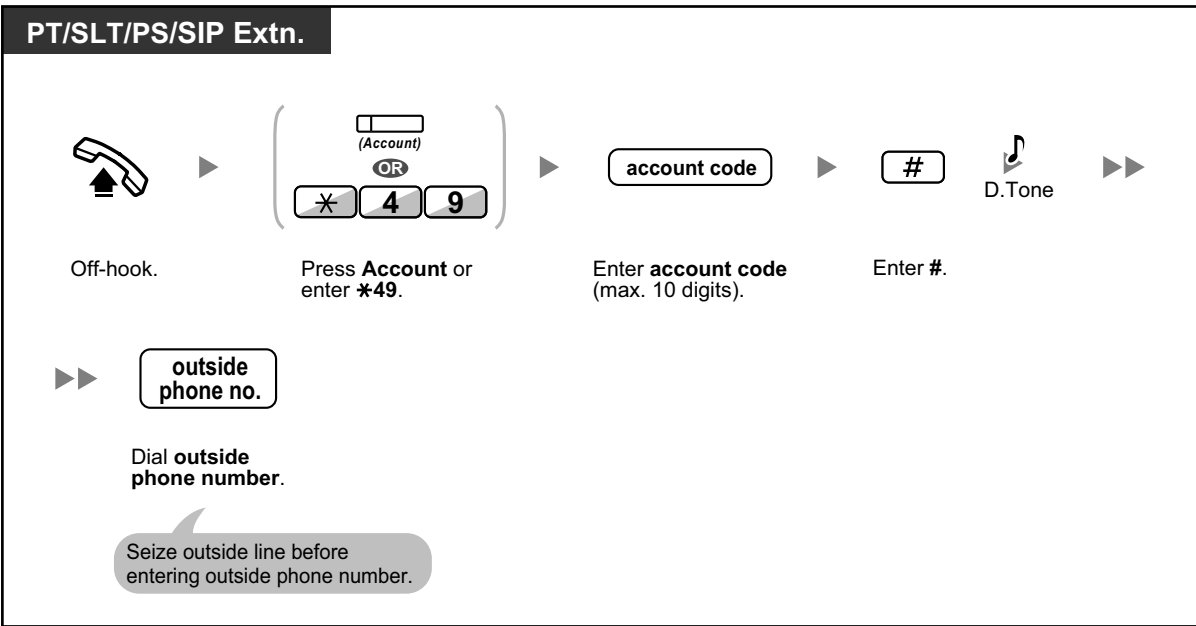 PT/SLT/PS/SIP Extn.
(Account)
OR
* 4 9
account code
#
D.Tone
Off-hook.
Press Account or
enter *49.
Enter account code
(max. 10 digits).
Enter #.
outside
phone no.
Dial outside
phone number.
Seize outside line before
entering outside phone number.